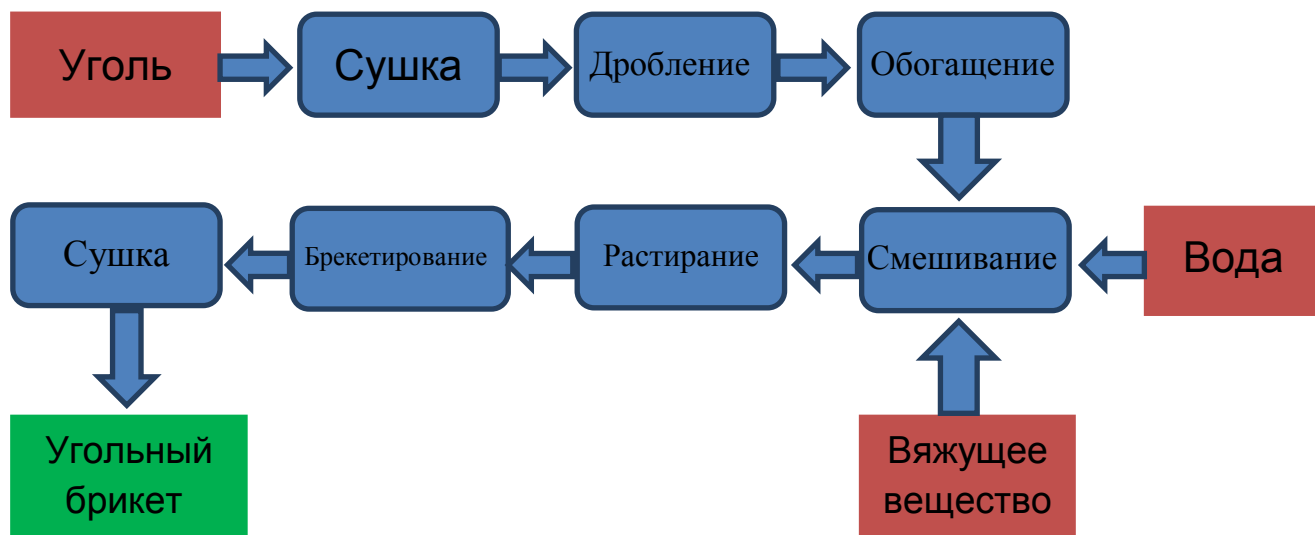 Уголь
Сушка
Дробление
Обогащение
Сушка
Брекетирование
Растирание
Смешивание
Вода
Угольный
брикет
Вяжущее
вещество